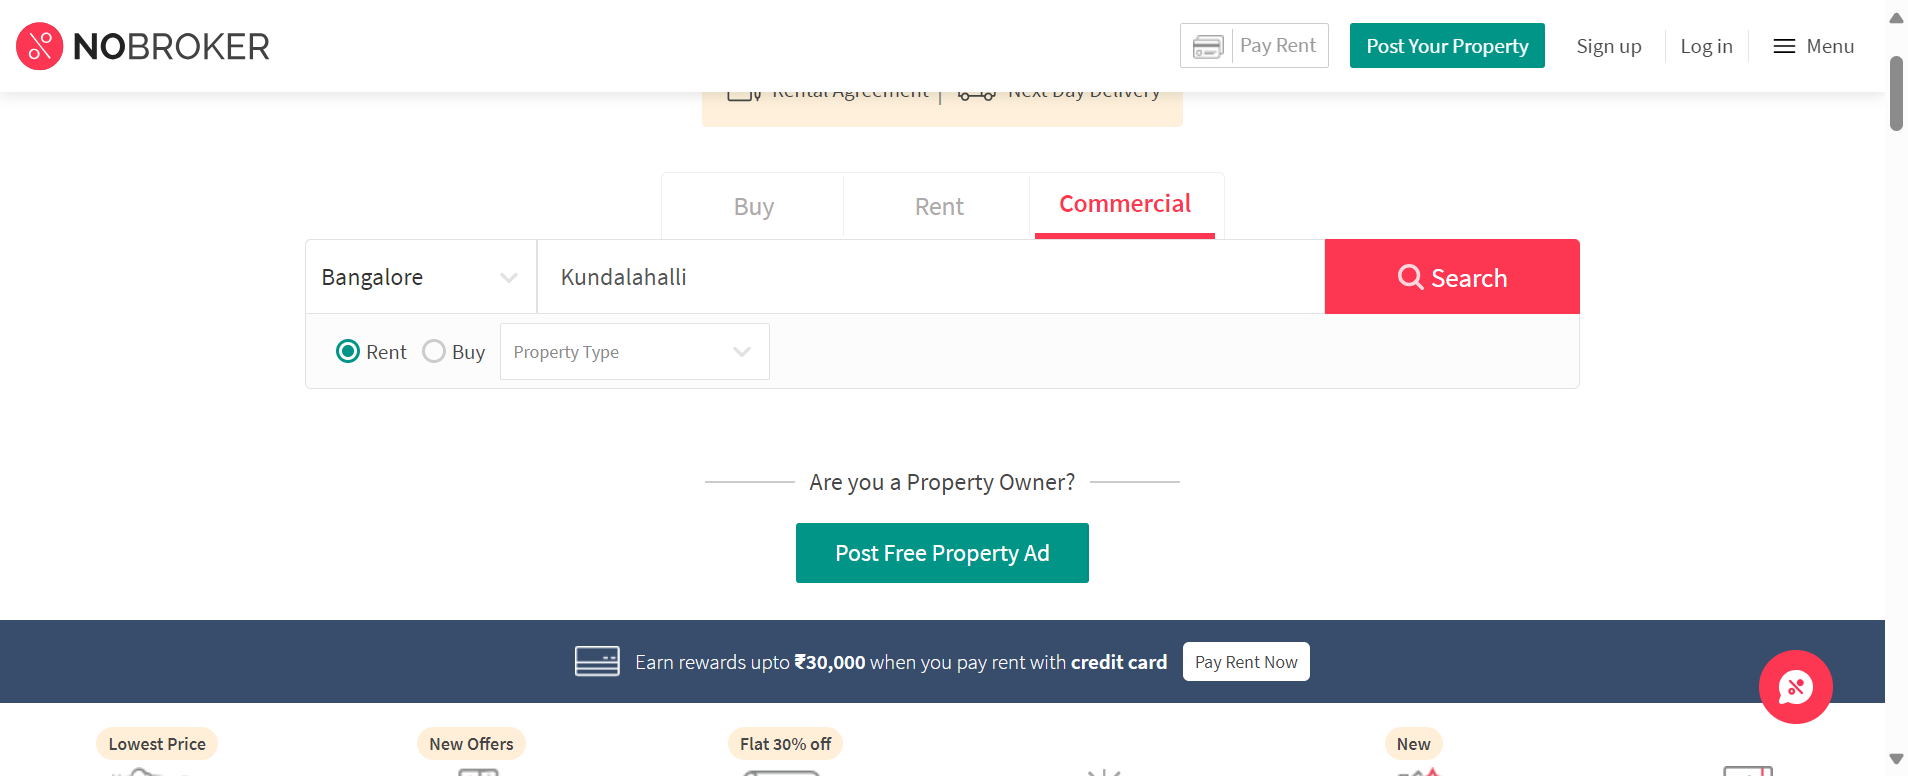 NOBROKER
Pay Rent
Post Your Property
Sign up
Log in
Menu
Rental Agreement | Next Day Delivery
Buy
Rent
Commercial
Bangalore
Kundalahalli
Search
Rent
Buy
Property Type
Are you a Property Owner?
Post Free Property Ad
Earn rewards upto ₹30,000 when you pay rent with credit card
Pay Rent Now
Lowest Price
New Offers
Flat 30% off
New